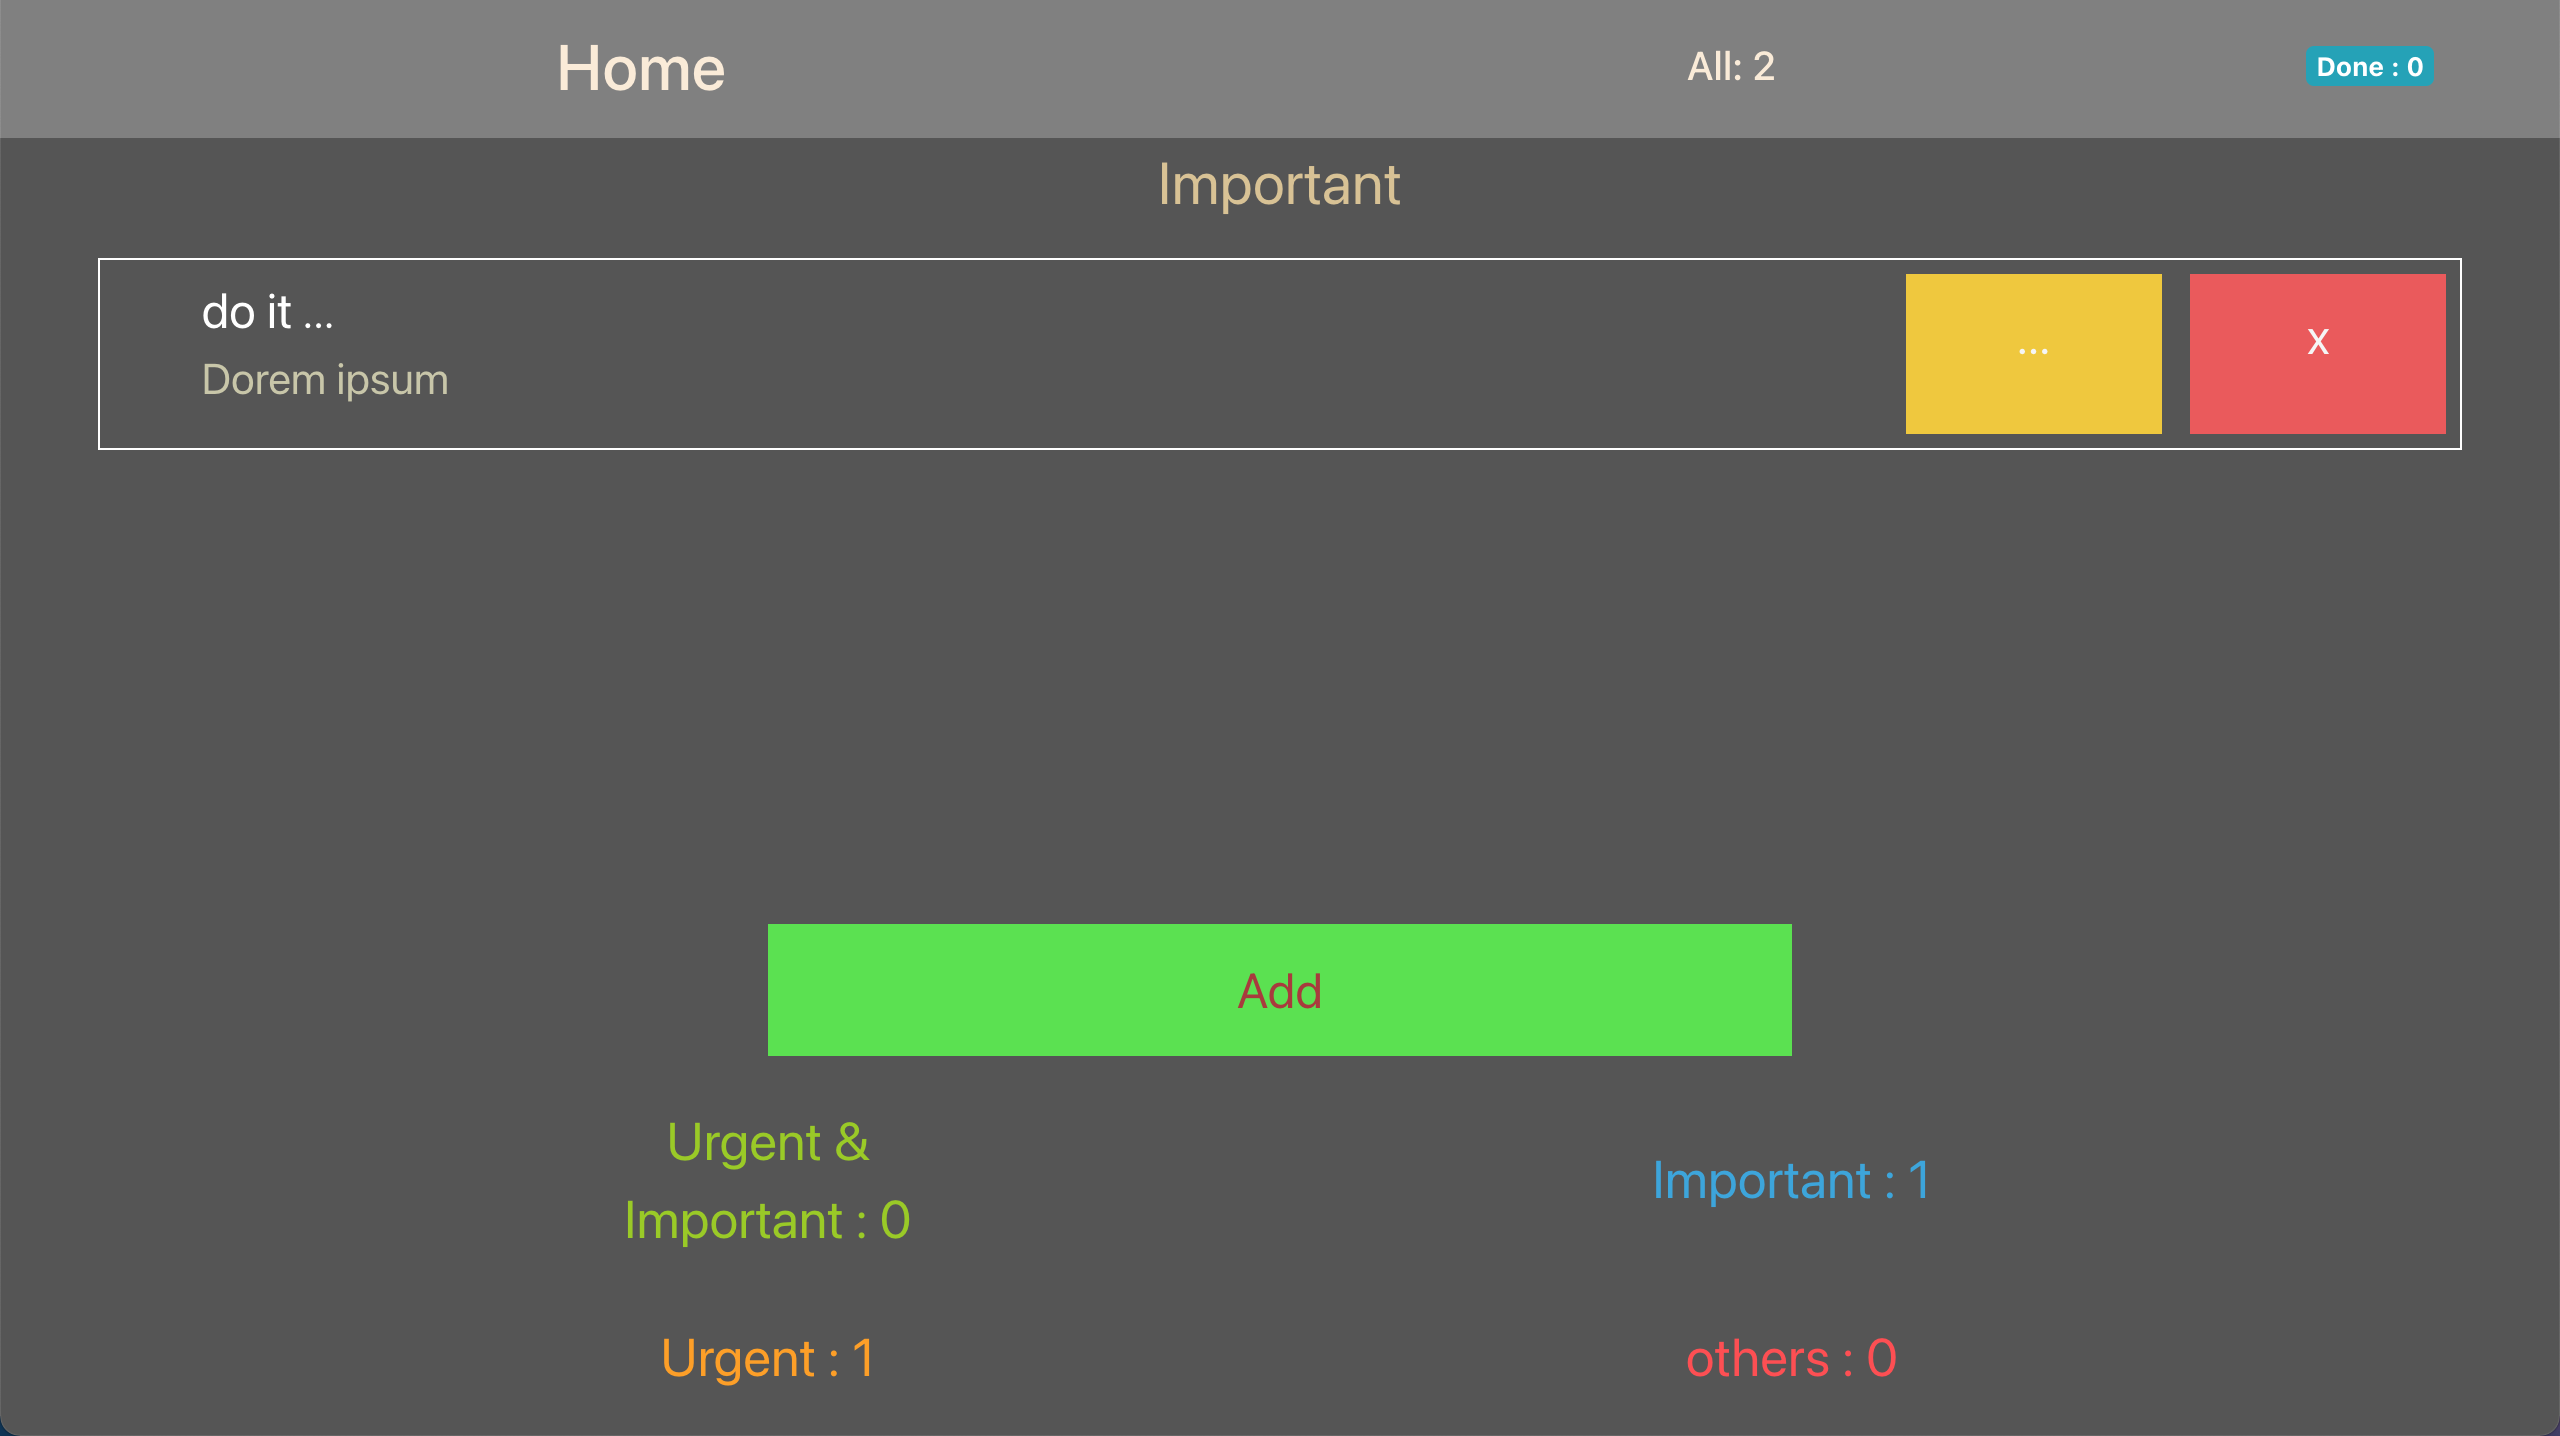 Home
All: 2
Done : 0
Important
do it ...
Dorem ipsum
...
x
Add
Urgent &
Important : 0
Important : 1
Urgent : 1
others : 0